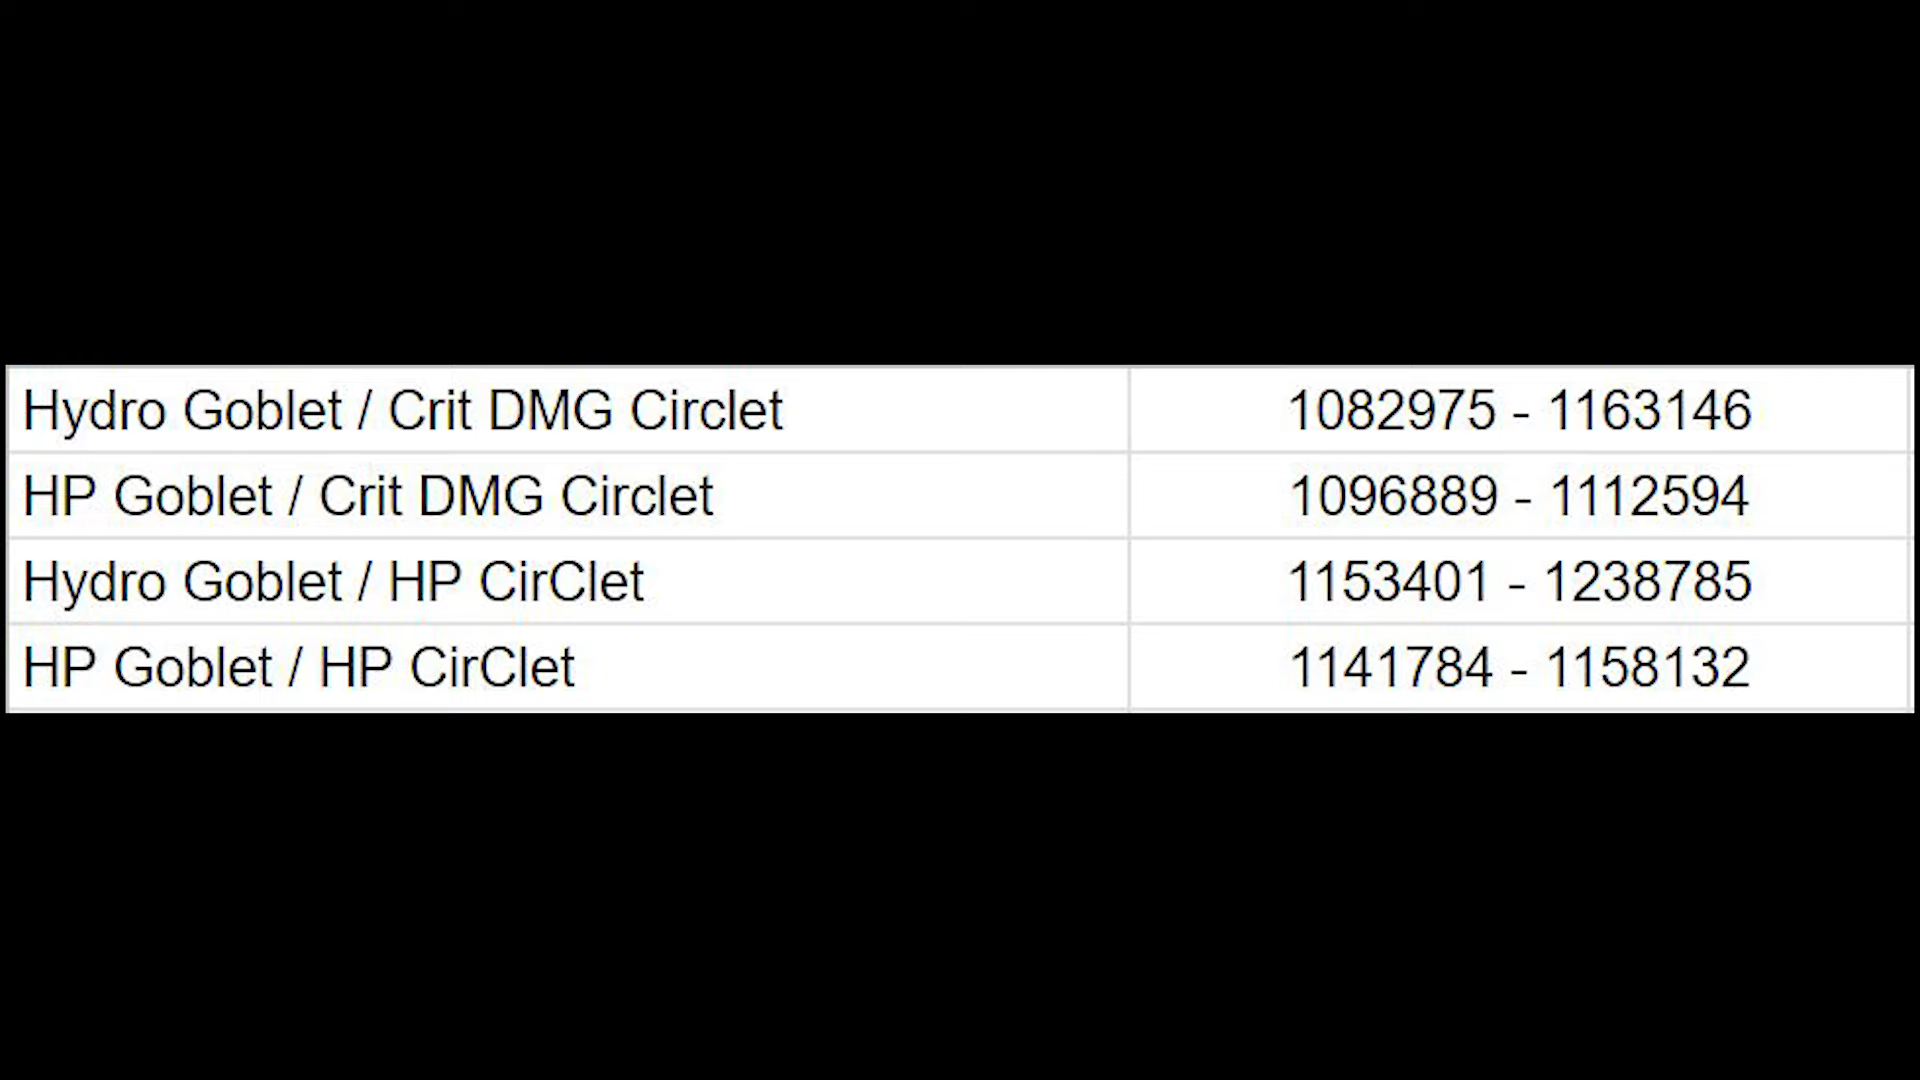 Hydro Goblet / Crit DMG Circlet 1082975 - 1163146
HP Goblet / Crit DMG Circlet 1096889 - 1112594
Hydro Goblet / HP CirClet 1153401 - 1238785
HP Goblet / HP CirClet 1141784 - 1158132